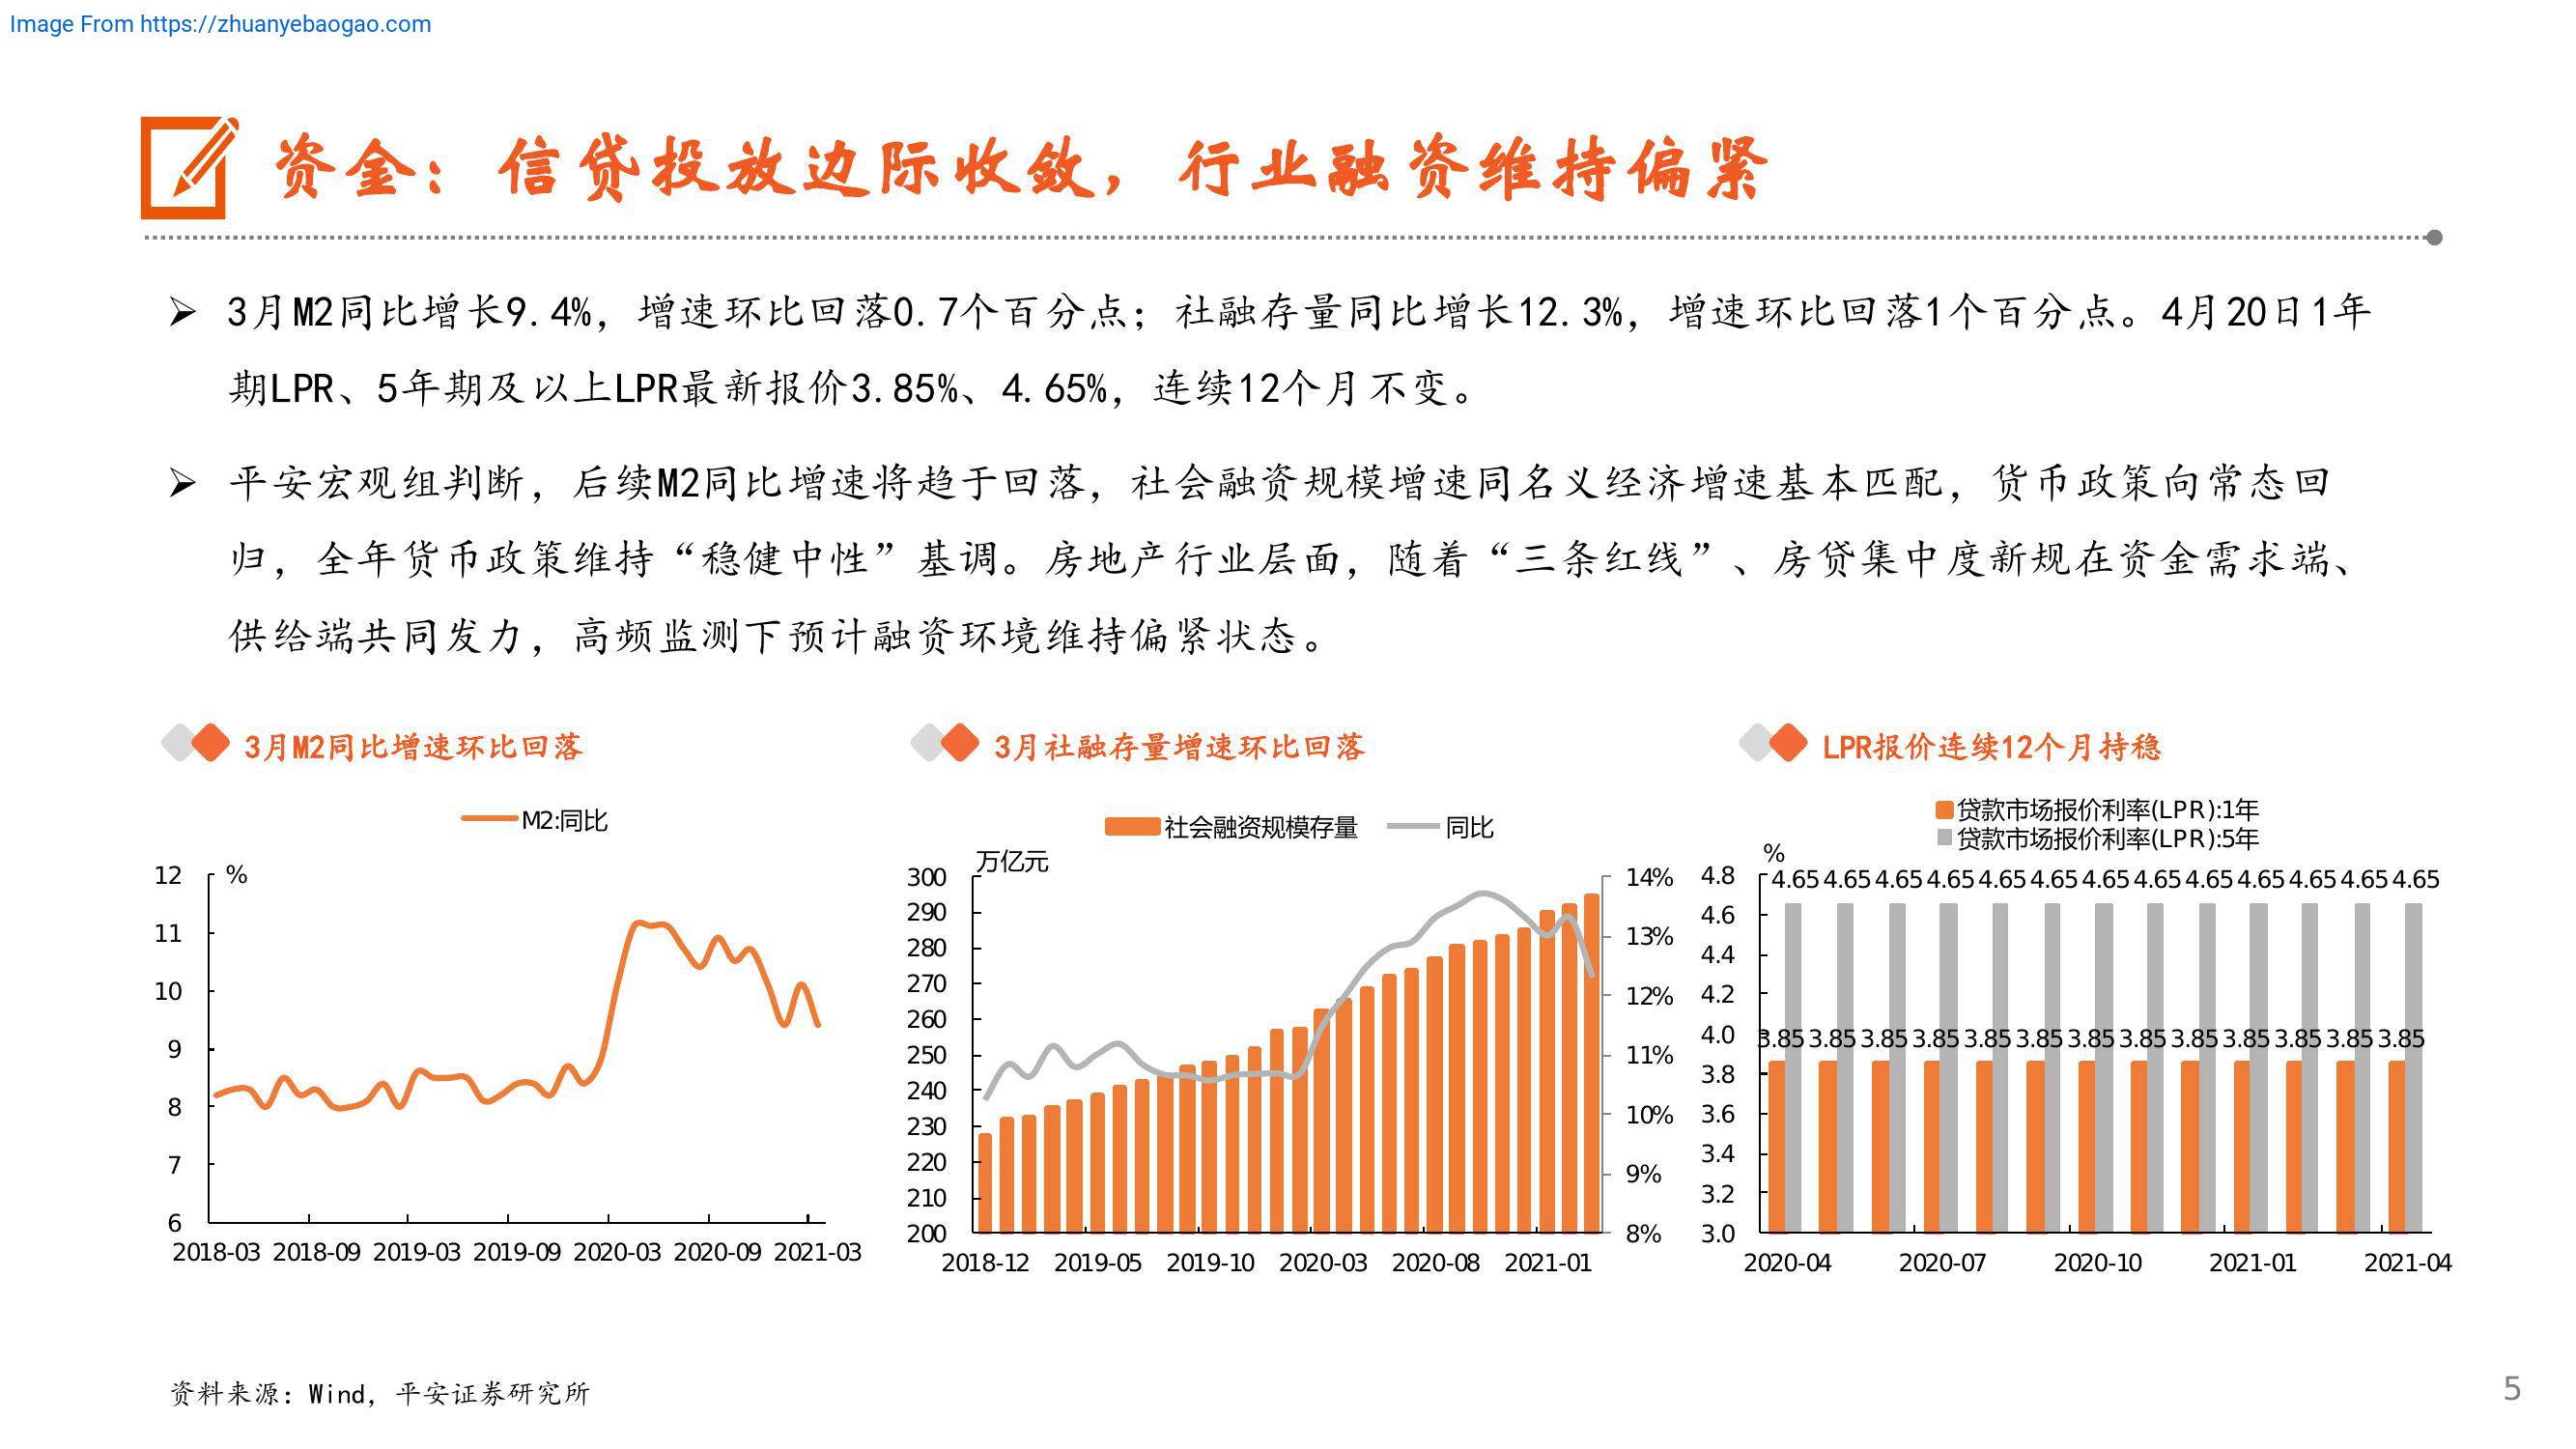 Image From https://zhuanyebaogao.com
资金：信贷投放边际收敛，行业融资维持偏紧
➢ 3月M2同比增长9.4%，增速环比回落0.7个百分点；社融存量同比增长12.3%，增速环比回落1个百分点。4月20日1年
期LPR、5年期及以上LPR最新报价3.85%、4.65%，连续12个月不变。
➢ 平安宏观组判断，后续M2同比增速将趋于回落，社会融资规模增速同名义经济增速基本匹配，货币政策向常态回
归，全年货币政策维持“稳健中性”基调。房地产行业层面，随着“三条红线”、房贷集中度新规在资金需求端、
供给端共同发力，高频监测下预计融资环境维持偏紧状态。
3月M2同比增速环比回落
M2:同比
%
12
11
10
9
8
7
6
2018-03 2018-09 2019-03 2019-09 2020-03 2020-09 2021-03
3月社融存量增速环比回落
社会融资规模存量 同比
万亿元
300
290
280
270
260
250
240
230
220
210
200
14%
13%
12%
11%
10%
9%
8%
2018-12 2019-05 2019-10 2020-03 2020-08 2021-01
LPR报价连续12个月持稳
贷款市场报价利率(LPR):1年
贷款市场报价利率(LPR):5年
%
4.8
4.6
4.4
4.2
4.0
3.8
3.6
3.4
3.2
3.0
4.65 4.65 4.65 4.65 4.65 4.65 4.65 4.65 4.65 4.65 4.65 4.65 4.65
3.85 3.85 3.85 3.85 3.85 3.85 3.85 3.85 3.85 3.85 3.85 3.85 3.85
2020-04 2020-07 2020-10 2021-01 2021-04
资料来源：Wind，平安证券研究所
5